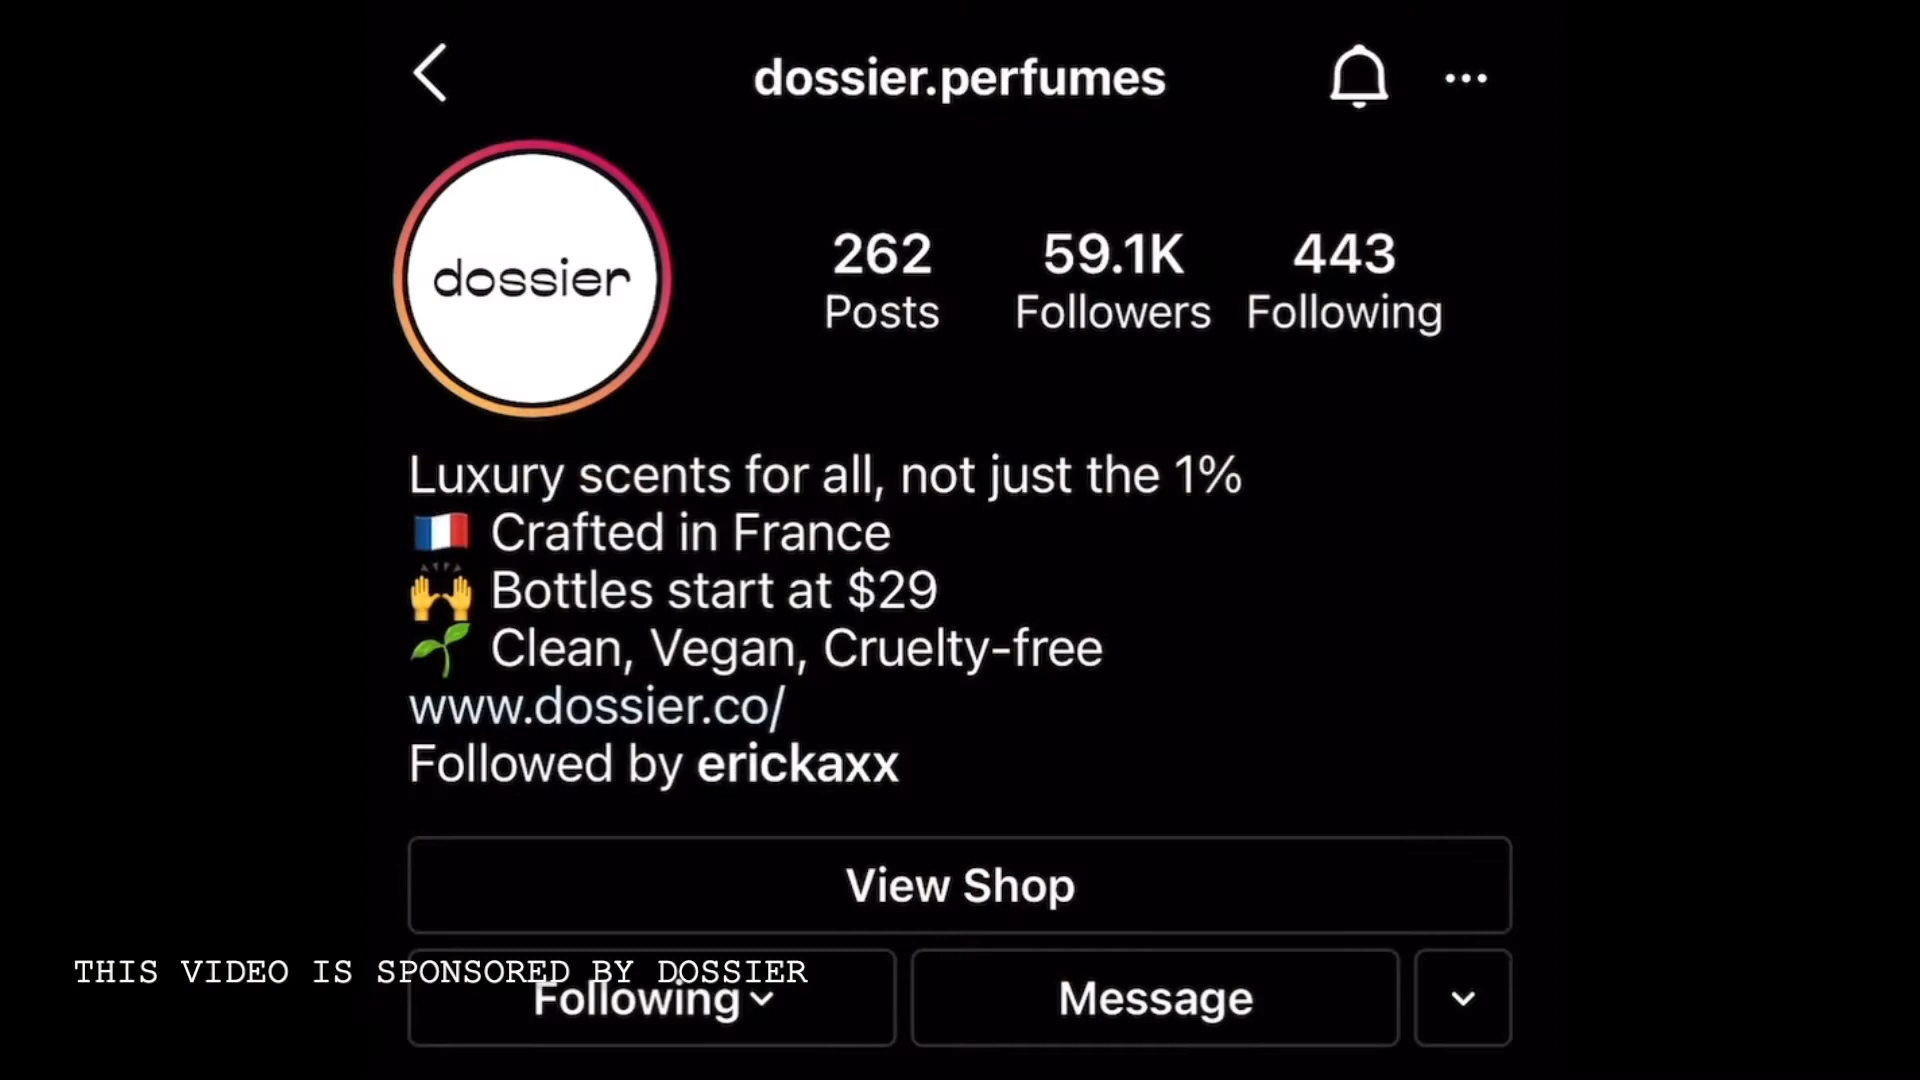 dossier.perfumes
dossier
262 59.1K 443
Posts Followers Following
Luxury scents for all, not just the 1%
🇫🇷 Crafted in France
🙌 Bottles start at $29
🌱 Clean, Vegan, Cruelty-free
www.dossier.co/
Followed by erickaxx
View Shop
THIS VIDEO IS SPONSORED BY DOSSIER
Following Message